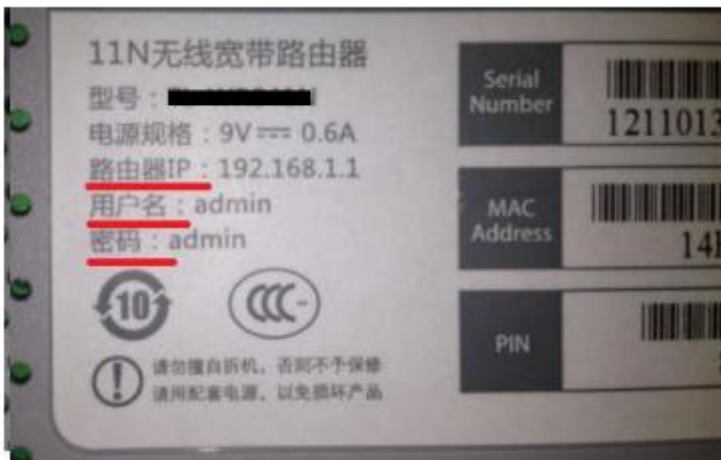 11N无线宽带路由器
型号：
电源规格：9V⎓0.6A
路由器IP：192.168.1.1
用户名：admin
密码：admin
10
CCC
请勿擅自拆机，否则不予保修
请用配套电源，以免损坏产品
Serial
Number
1211013
MAC
Address
14
PIN